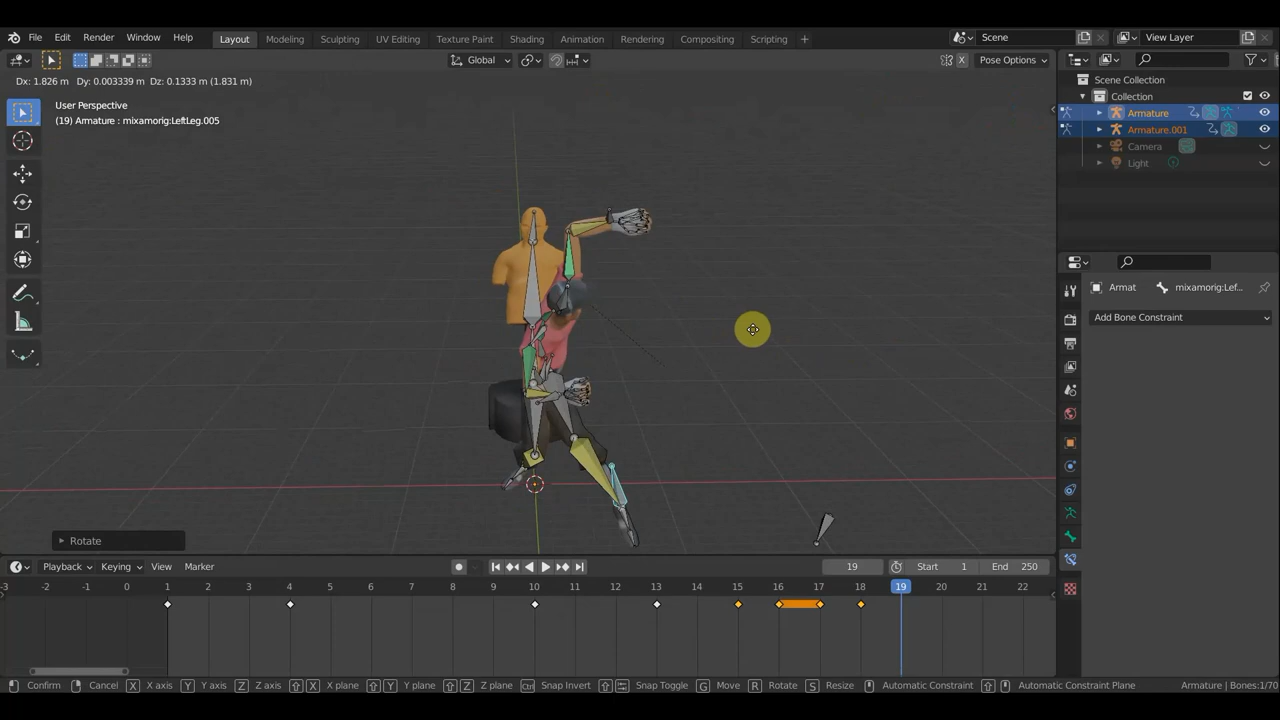 File Edit Render Window Help Layout Modeling Sculpting UV Editing Texture Paint Shading Animation Rendering Compositing Scripting + Scene View Layer
Global Pose Options
Dx: 1.826 m Dy: 0.003339 m Dz: 0.1333 m (1.831 m)
Scene Collection
Collection
Armature
Armature.001
Camera
Light
User Perspective
(19) Armature : mixamorig:LeftLeg.005
Armat mixamorig:Lef...
Add Bone Constraint
Rotate
Playback Keying View Marker 19 Start 1 End 250
-3 -2 -1 0 1 2 3 4 5 6 7 8 9 10 11 12 13 14 15 16 17 18 19 20 21 22
Confirm Cancel X X axis Y Y axis Z Z axis X X plane Y Y plane Z Z plane Ctrl Snap Invert Snap Toggle G Move R Rotate S Resize Automatic Constraint Automatic Constraint Plane Armature | Bones:1/70